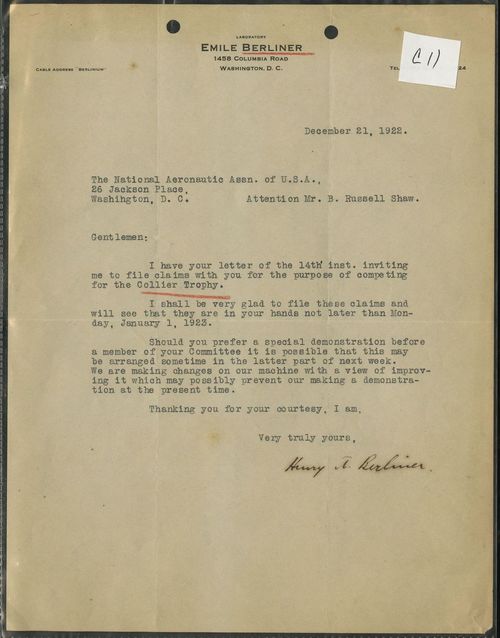 LABORATORY
EMILE BERLINER
1458 COLUMBIA ROAD
WASHINGTON, D. C.
CABLE ADDRESS "BERLINIUM"
TEL
24
C 1)
December 21, 1922.
The National Aeronautic Assn. of U.S.A.,
26 Jackson Place,
Washington, D. C. Attention Mr. B. Russell Shaw.
Gentlemen:
I have your letter of the 14th inst. inviting
me to file claims with you for the purpose of competing
for the Collier Trophy.
I shall be very glad to file these claims and
will see that they are in your hands not later than Mon-
day, January 1, 1923.
Should you prefer a special demonstration before
a member of your Committee it is possible that this may
be arranged sometime in the latter part of next week.
We are making changes on our machine with a view of improv-
ing it which may possibly prevent our making a demonstra-
tion at the present time.
Thanking you for your courtesy, I am,
Very truly yours,
Henry A. Berliner.